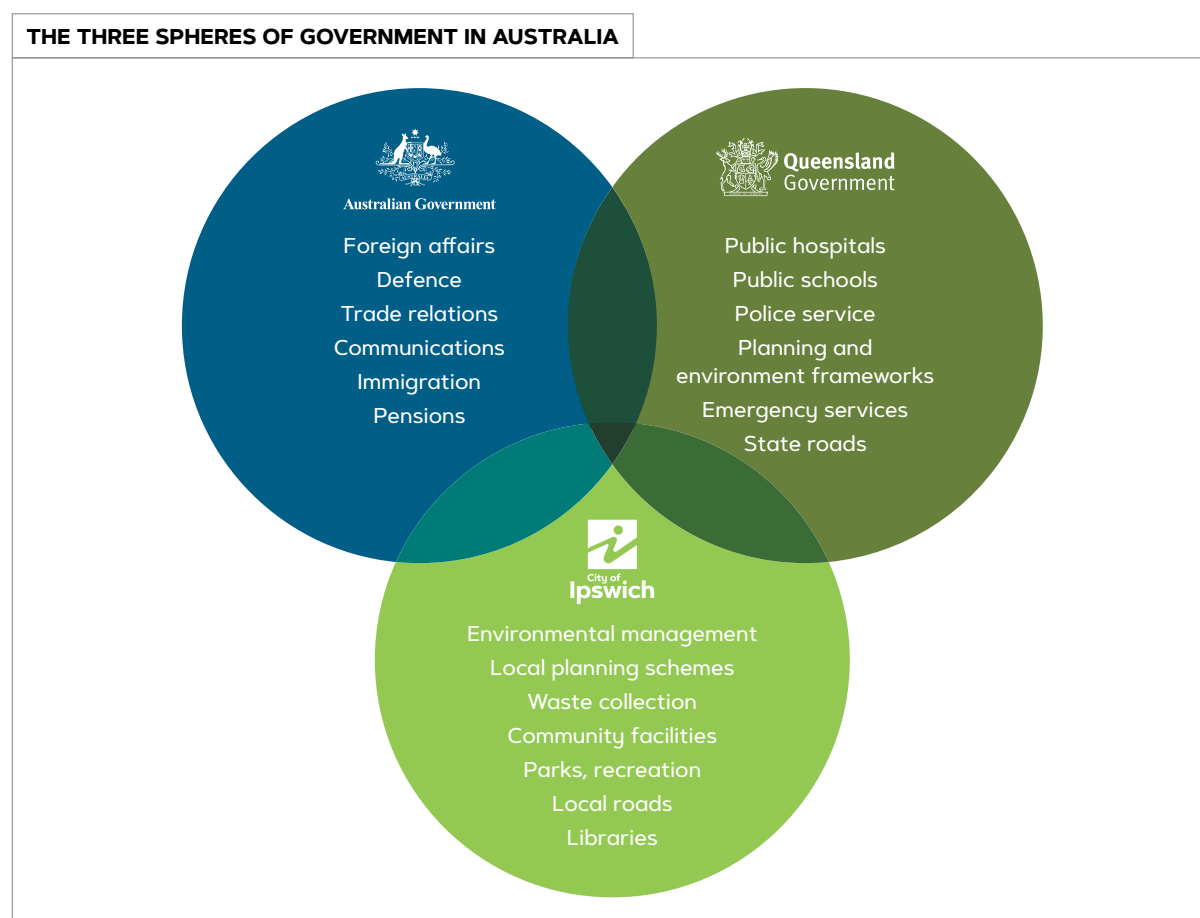 THE THREE SPHERES OF GOVERNMENT IN AUSTRALIA
Australian Government
Foreign affairs
Defence
Trade relations
Communications
Immigration
Pensions
Queensland
Government
Public hospitals
Public schools
Police service
Planning and
environment frameworks
Emergency services
State roads
City of
Ipswich
Environmental management
Local planning schemes
Waste collection
Community facilities
Parks, recreation
Local roads
Libraries